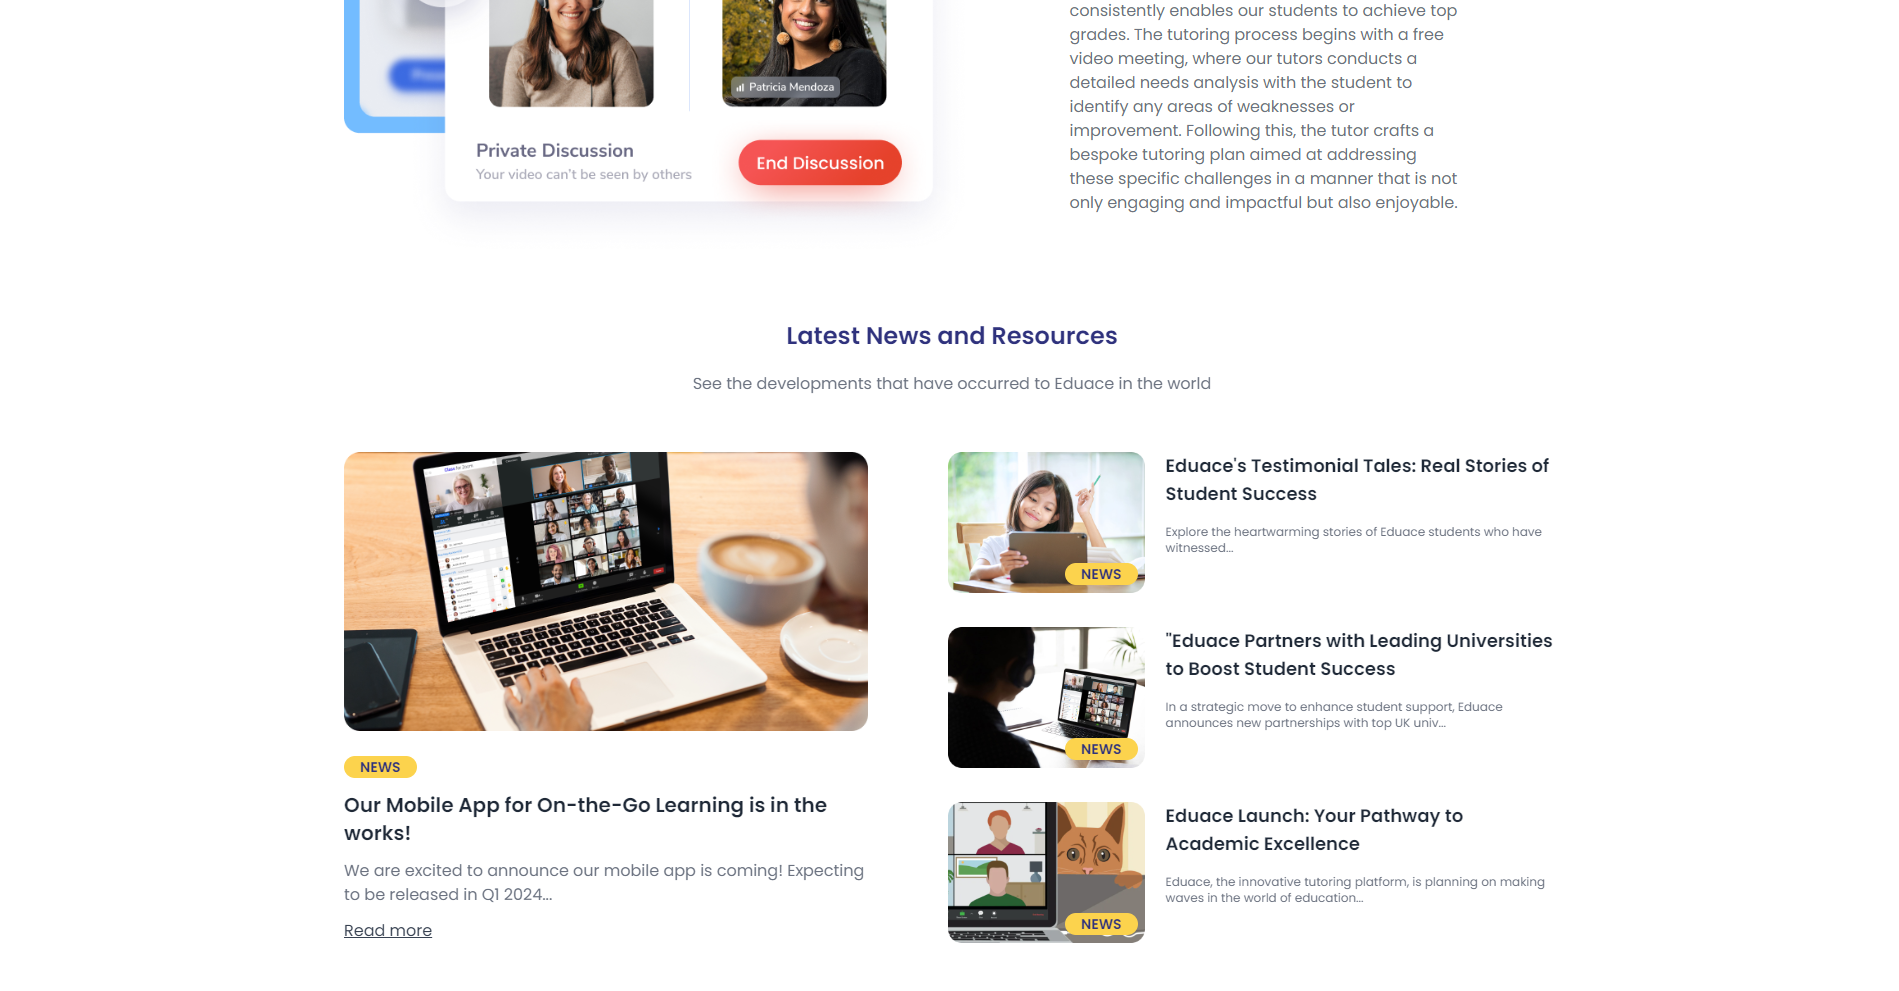 Patricia Mendoza
Private Discussion
Your video can't be seen by others
End Discussion
consistently enables our students to achieve top
grades. The tutoring process begins with a free
video meeting, where our tutors conducts a
detailed needs analysis with the student to
identify any areas of weaknesses or
improvement. Following this, the tutor crafts a
bespoke tutoring plan aimed at addressing
these specific challenges in a manner that is not
only engaging and impactful but also enjoyable.
Latest News and Resources
See the developments that have occurred to Eduace in the world
NEWS
Our Mobile App for On-the-Go Learning is in the
works!
We are excited to announce our mobile app is coming! Expecting
to be released in Q1 2024...
Read more
NEWS
Eduace's Testimonial Tales: Real Stories of
Student Success
Explore the heartwarming stories of Eduace students who have
witnessed...
NEWS
"Eduace Partners with Leading Universities
to Boost Student Success
In a strategic move to enhance student support, Eduace
announces new partnerships with top UK univ...
NEWS
Eduace Launch: Your Pathway to
Academic Excellence
Eduace, the innovative tutoring platform, is planning on making
waves in the world of education...